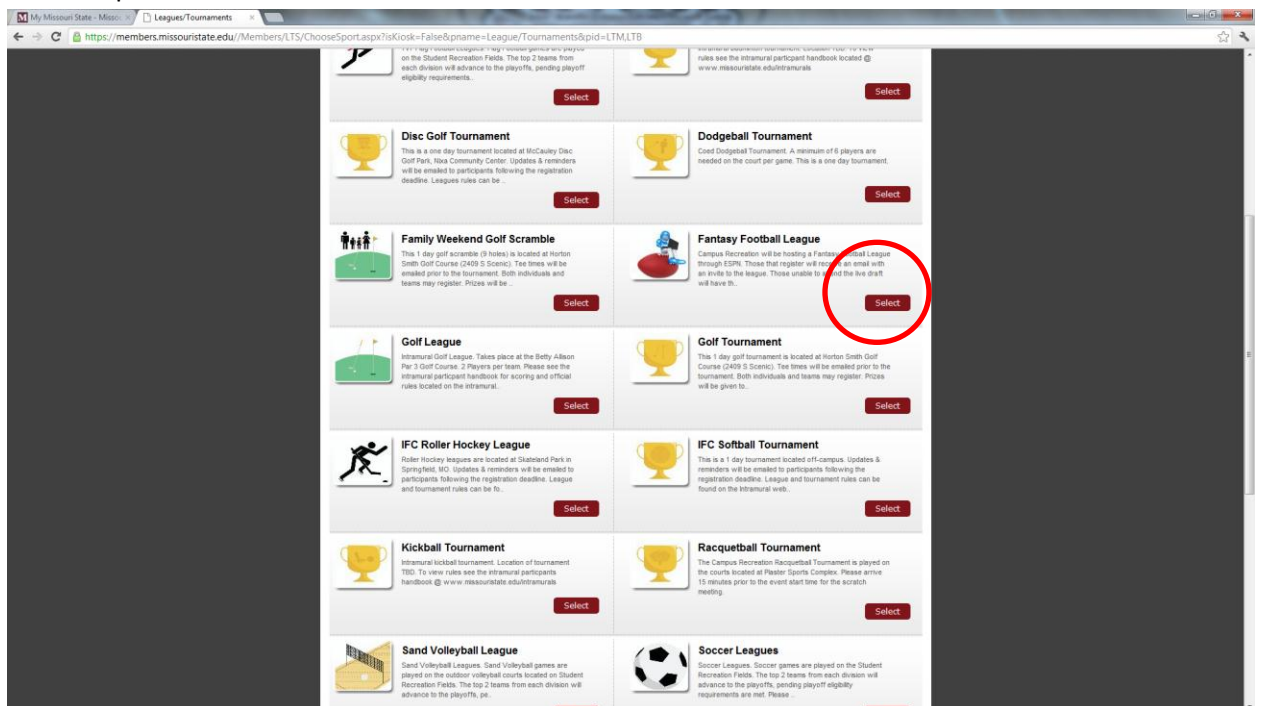 My Missouri State - Misso
Leagues/Tournaments
https://members.missouristate.edu//Members/LTS/ChooseSport.aspx?isKiosk=False&pname=League/Tournaments&pid=LTM,LTB
on the Student Recreation Fields. The top 2 teams from
each division will advance to the playoffs, pending playoff
eligibility requirements..
Select
rules see the intramural particpant handbook located @
www.missouristate.edu/intramurals
Select
Disc Golf Tournament
This is a one day tournament located at McCauley Disc
Golf Park, Nixa Community Center. Updates & reminders
will be emailed to participants following the registration
deadline. Leagues rules can be ..
Select
Dodgeball Tournament
Coed Dodgeball Tournament. A minimum of 6 players are
needed on the court per game. This is a one day tournament.
Select
Family Weekend Golf Scramble
This 1 day golf scramble (9 holes) is located at Horton
Smith Golf Course (2409 S Scenic). Tee times will be
emailed prior to the tournament. Both individuals and
teams may register. Prizes will be ..
Select
Fantasy Football League
Campus Recreation will be hosting a Fantasy Football League
through ESPN. Those that register will receive an email with
an invite to the league. Those unable to attend the live draft
will have th..
Select
Golf League
Intramural Golf League. Takes place at the Betty Allison
Par 3 Golf Course. 2 Players per team. Please see the
intramural particpant handbook for scoring and official
rules located on the intramural..
Select
Golf Tournament
This 1 day golf tournament is located at Horton Smith Golf
Course (2409 S Scenic). Tee times will be emailed prior to the
tournament. Both individuals and teams may register. Prizes
will be given to..
Select
IFC Roller Hockey League
Roller Hockey leagues are located at Skateland Park in
Springfield, MO. Updates & reminders will be emailed to
participants following the registration deadline. League
and tournament rules can be fo..
Select
IFC Softball Tournament
This is a 1 day tournament located off-campus. Updates &
reminders will be emailed to participants following the
registration deadline. League and tournament rules can be
found on the Intramural web..
Select
Kickball Tournament
Intramural kickball tournament. Location of tournament
TBD. To view rules see the intramural particpants
handbook @ www.missouristate.edu/intramurals
Select
Racquetball Tournament
The Campus Recreation Racquetball Tournament is played on
the courts located at Plaster Sports Complex. Please arrive
15 minutes prior to the event start time for the scratch
meeting.
Select
Sand Volleyball League
Sand Volleyball Leagues. Sand Volleyball games are
played on the outdoor volleyball courts located on Student
Recreation Fields. The top 2 teams from each division will
advance to the playoffs, pe..
Soccer Leagues
Soccer Leagues. Soccer games are played on the Student
Recreation Fields. The top 2 teams from each division will
advance to the playoffs, pending playoff eligibility
requirements are met. Please ..